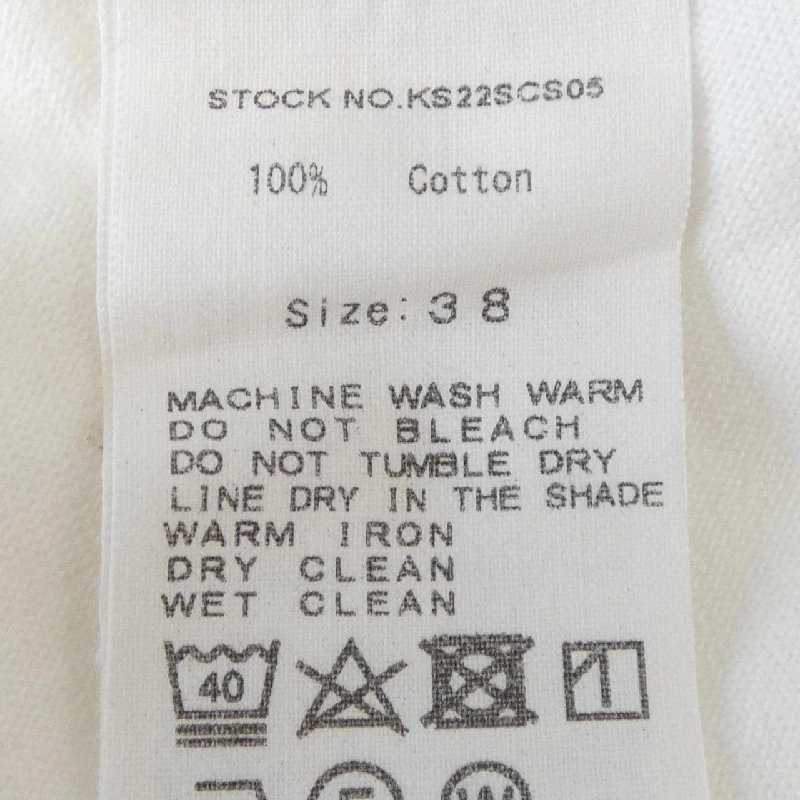 STOCK NO.KS22SCS05
100% Cotton
Size: 38
MACHINE WASH WARM
DO NOT BLEACH
DO NOT TUMBLE DRY
LINE DRY IN THE SHADE
WARM IRON
DRY CLEAN
WET CLEAN
40